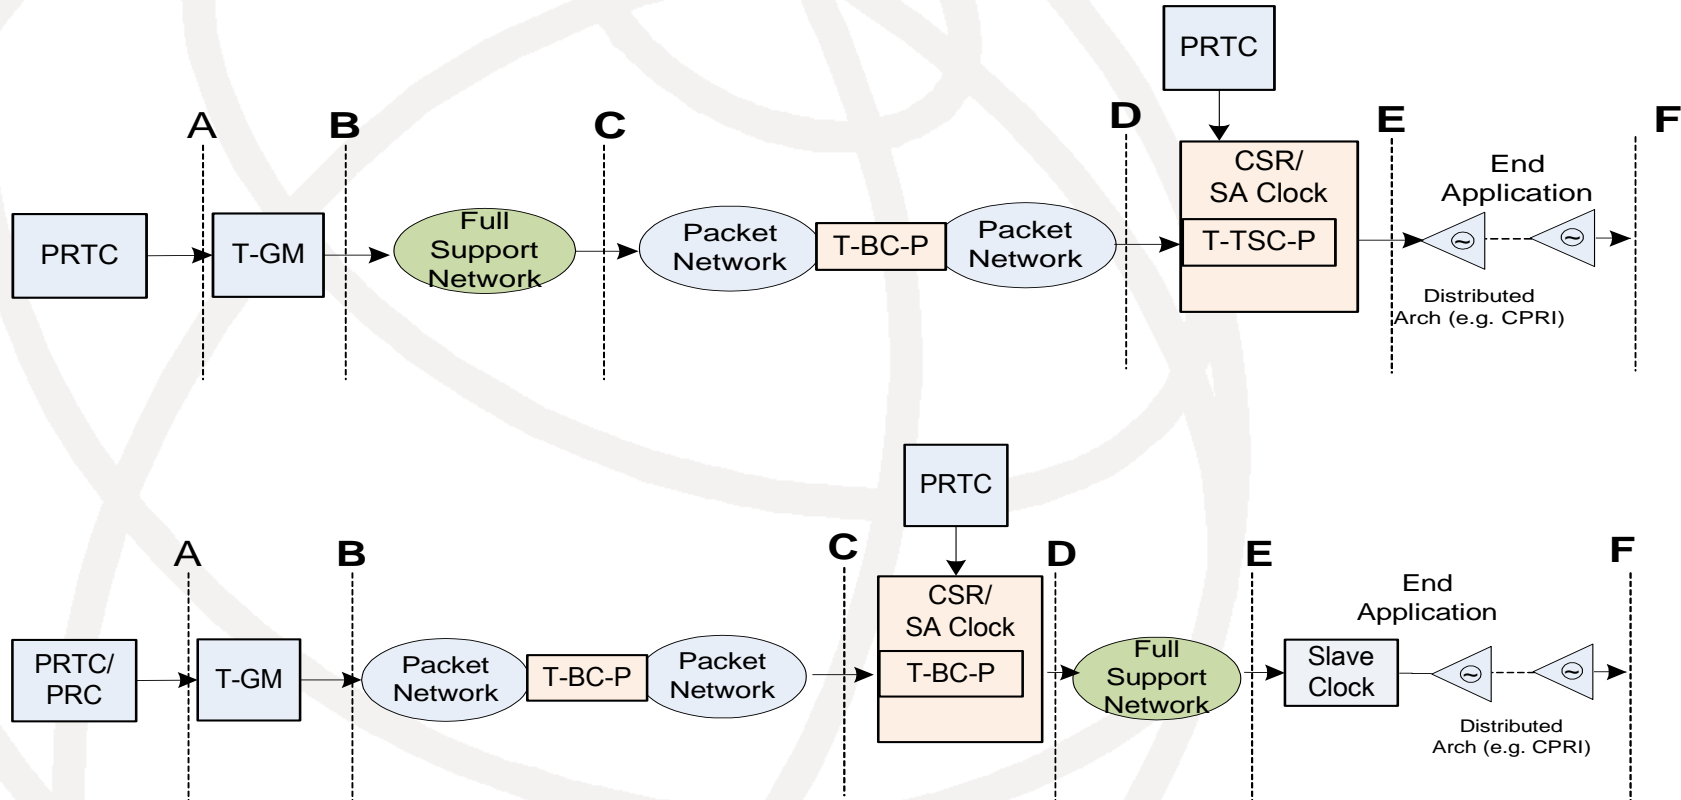 PRTC
A
B
C
D
E
F
CSR/
SA Clock
T-TSC-P
End
Application
PRTC
T-GM
Full
Support
Network
Packet
Network
T-BC-P
Packet
Network
Distributed
Arch (e.g. CPRI)
PRTC
A
B
C
D
E
F
CSR/
SA Clock
T-BC-P
End
Application
PRTC/
PRC
T-GM
Packet
Network
T-BC-P
Packet
Network
Full
Support
Network
Slave
Clock
Distributed
Arch (e.g. CPRI)